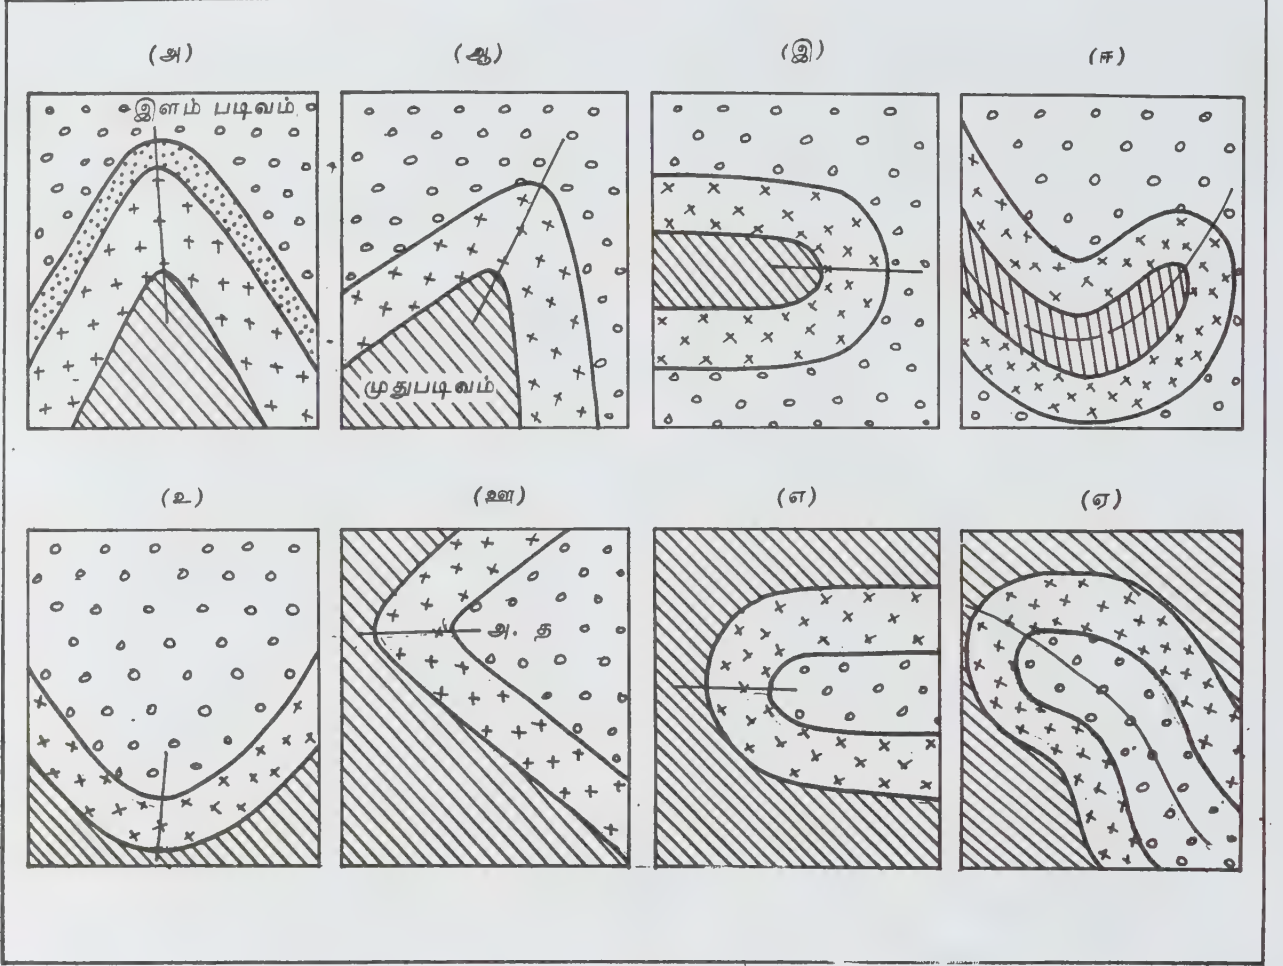 (அ) (ஆ) (இ) (ஈ)
இளம் படிவம்
முதுபடிவம்
(உ) (ஊ) (எ) (ஏ)
அ. த